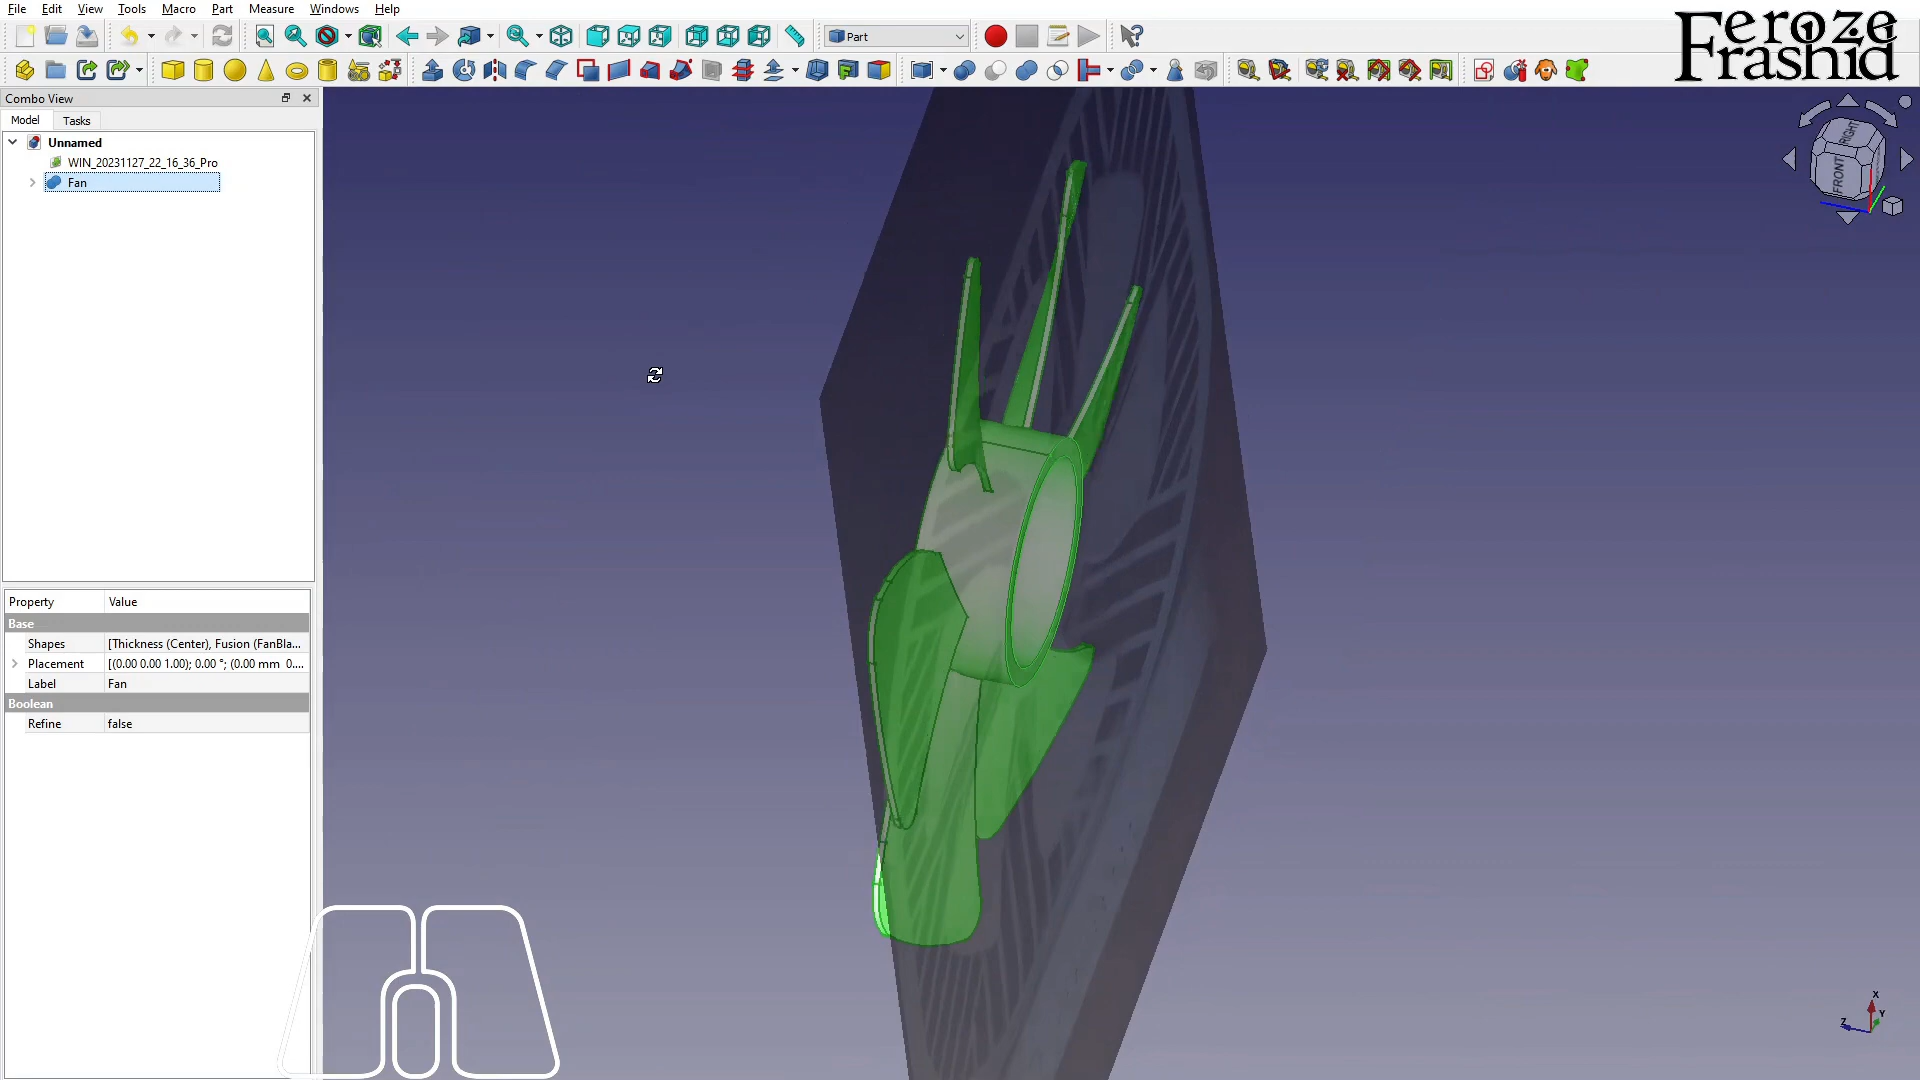 File Edit View Tools Macro Part Measure Windows Help
Part
Feroze
Frashid
Combo View
Model Tasks
Unnamed
WIN_20231127_22_16_36_Pro
Fan
RIGHT
FRONT
Property Value
Base
Shapes [Thickness (Center), Fusion (FanBla...
Placement [(0.00 0.00 1.00); 0.00 °; (0.00 mm 0....
Label Fan
Boolean
Refine false
X
Y
Z